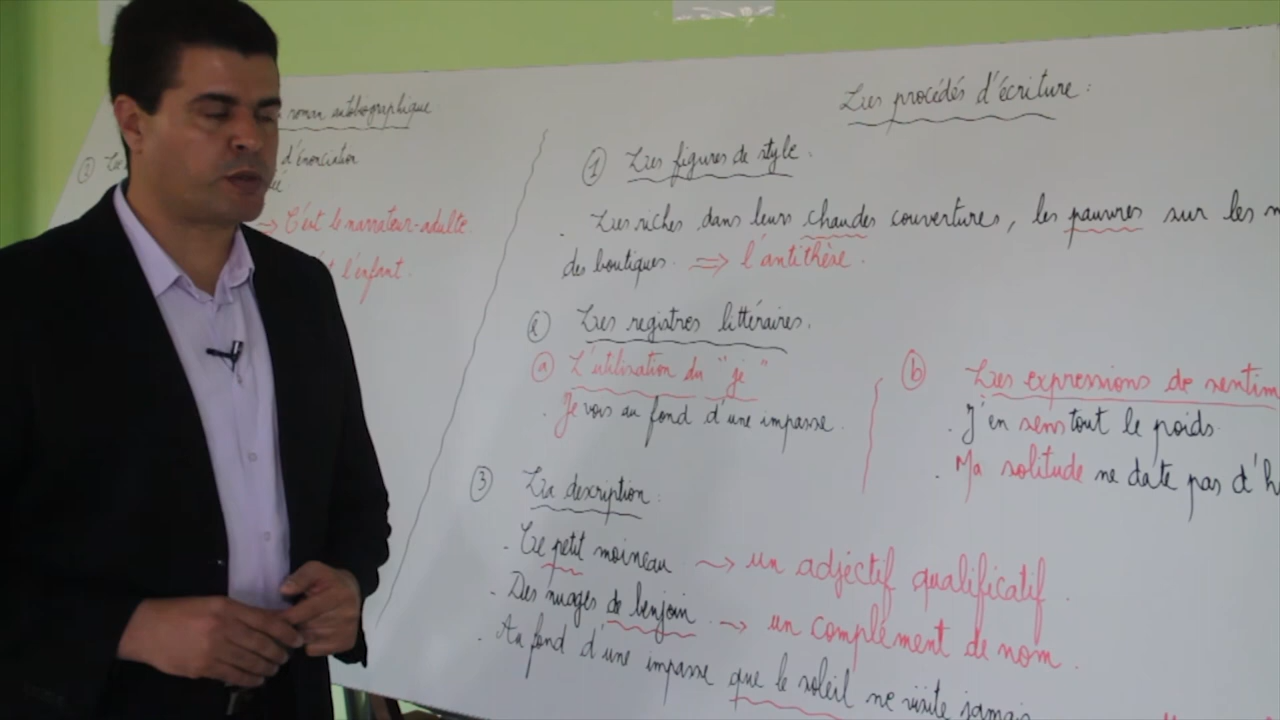 roman autobiographique
d'énonciation
→ C'est le narrateur-adulte.
l'enfant.
Les procédés d'écriture :
① Les figures de style.
. Les riches dans leurs chaudes couvertures, les pauvres sur les
des boutiques. ⇒ l'antithèse.
② Les registres littéraires.
ⓐ L'utilisation du "je"
. Je vois au fond d'une impasse.
ⓑ Les expressions de sentim
. J'en sens tout le poids.
. Ma solitude ne date pas d'h
③ La description :
. Le petit moineau → un adjectif qualificatif.
. Des nuages de benjoin. → un complément de nom.
. Au fond d'une impasse que le soleil ne visite jamais